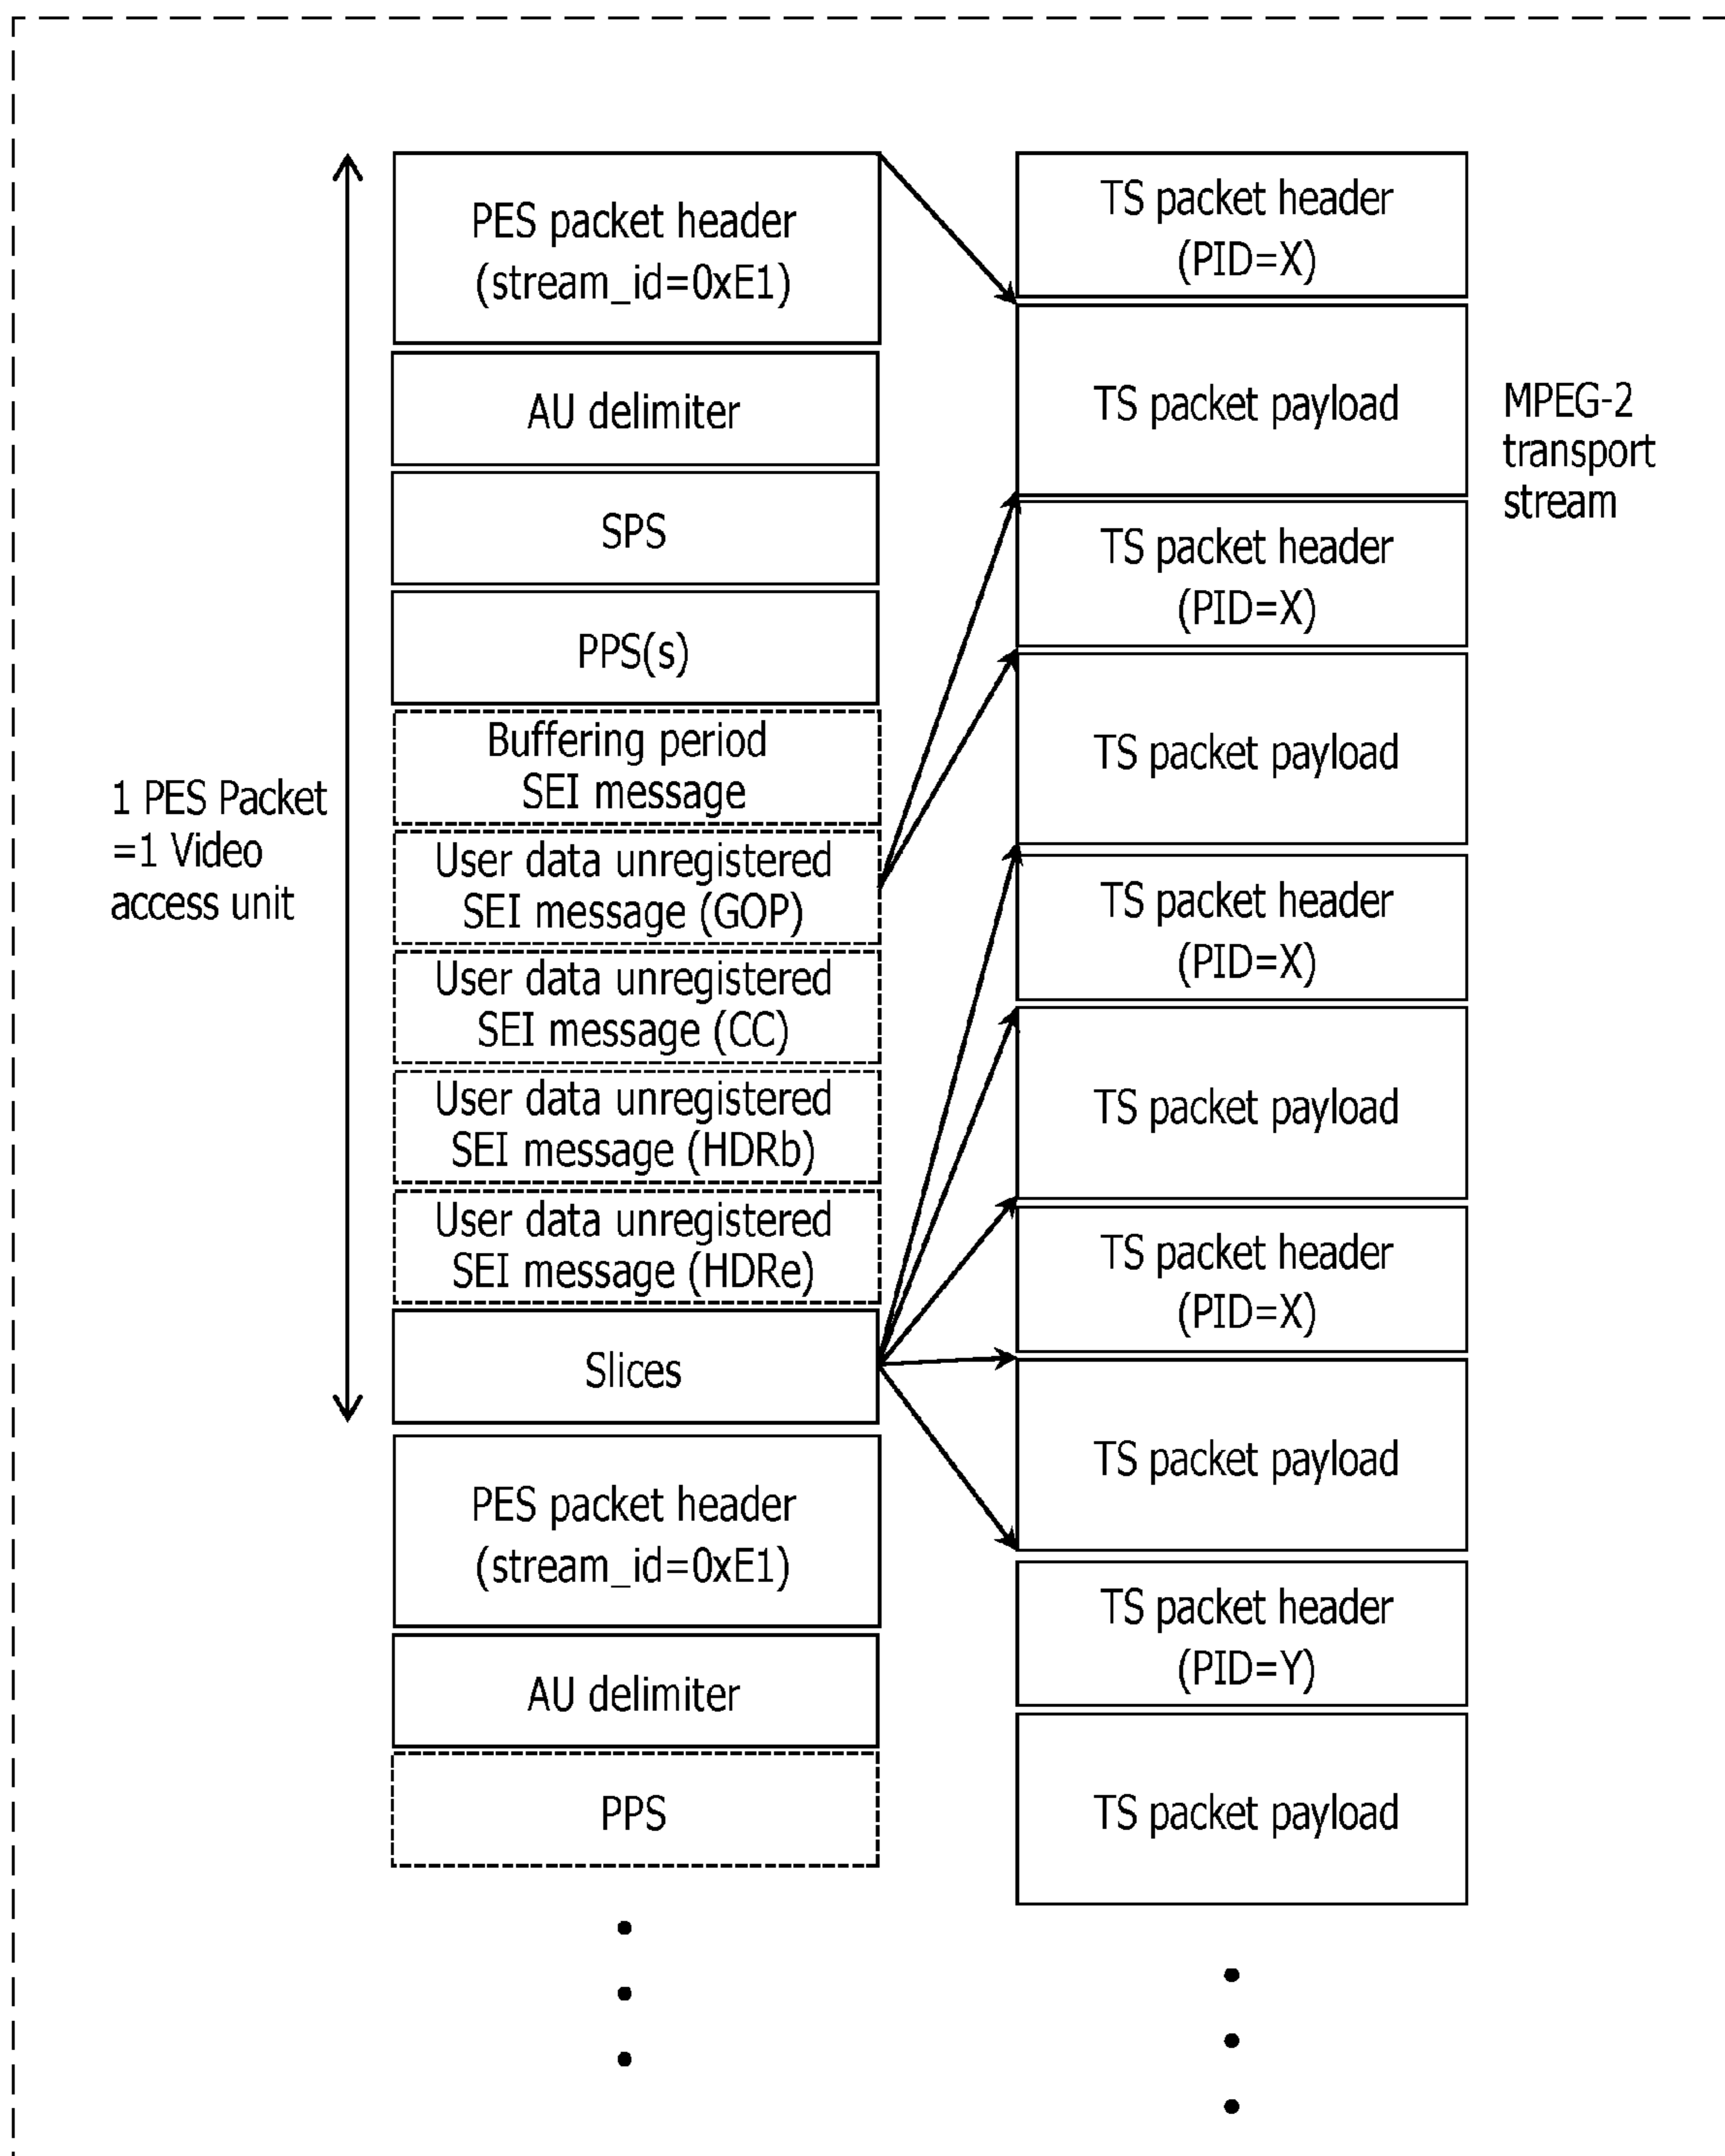 1 PES Packet
=1 Video
access unit
PES packet header
(stream_id=0xE1)
AU delimiter
SPS
PPS(s)
Buffering period
SEI message
User data unregistered
SEI message (GOP)
User data unregistered
SEI message (CC)
User data unregistered
SEI message (HDRb)
User data unregistered
SEI message (HDRe)
Slices
PES packet header
(stream_id=0xE1)
AU delimiter
PPS
TS packet header
(PID=X)
TS packet payload
TS packet header
(PID=X)
TS packet payload
TS packet header
(PID=X)
TS packet payload
TS packet header
(PID=X)
TS packet payload
TS packet header
(PID=Y)
TS packet payload
MPEG-2
transport
stream